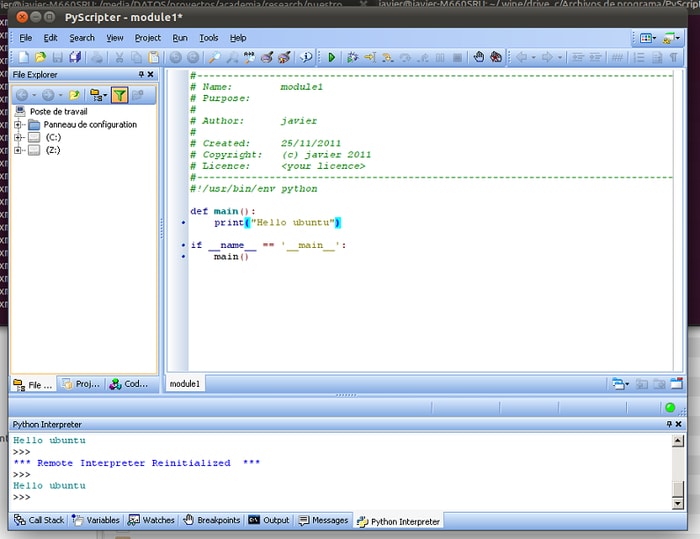 javier@javier-M660SRU: /media/DATOS/proyectos/academia/research/nuestro
javier@javier-M660SRU: ~/.wine/drive_c/Archivos de programa/PyScript
PyScripter - module1*
File Edit Search View Project Run Tools Help
File Explorer
Poste de travail
Panneau de configuration
(C:)
(Z:)
File ... Proj... Cod...
#-----------------------------------------------------------------
# Name:        module1
# Purpose:
#
# Author:      javier
#
# Created:     25/11/2011
# Copyright:   (c) javier 2011
# Licence:     <your licence>
#-----------------------------------------------------------------
#!/usr/bin/env python
def main():
    print("Hello ubuntu")
if __name__ == '__main__':
    main()
module1
Python Interpreter
Hello ubuntu
>>>
*** Remote Interpreter Reinitialized  ***
>>>
Hello ubuntu
>>>
Call Stack Variables Watches Breakpoints Output Messages Python Interpreter